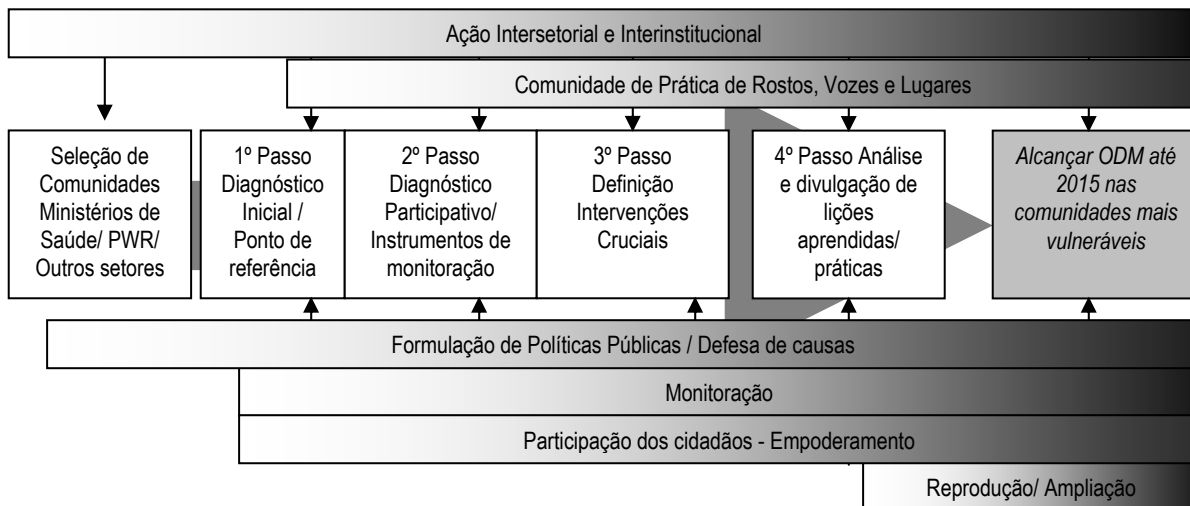 Ação Intersetorial e Interinstitucional
Comunidade de Prática de Rostos, Vozes e Lugares
Seleção de
Comunidades
Ministérios de
Saúde/ PWR/
Outros setores
1º Passo
Diagnóstico
Inicial /
Ponto de
referência
2º Passo
Diagnóstico
Participativo/
Instrumentos de
monitoração
3º Passo
Definição
Intervenções
Cruciais
4º Passo Análise
e divulgação de
lições
aprendidas/
práticas
Alcançar ODM até
2015 nas
comunidades mais
vulneráveis
Formulação de Políticas Públicas / Defesa de causas
Monitoração
Participação dos cidadãos - Empoderamento
Reprodução/ Ampliação